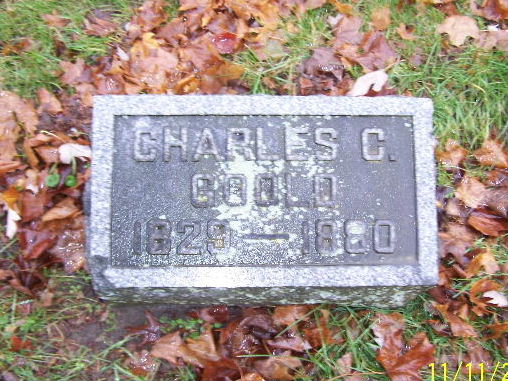 CHARLES C.
GOOLD
1829 — 1880
11/11/2